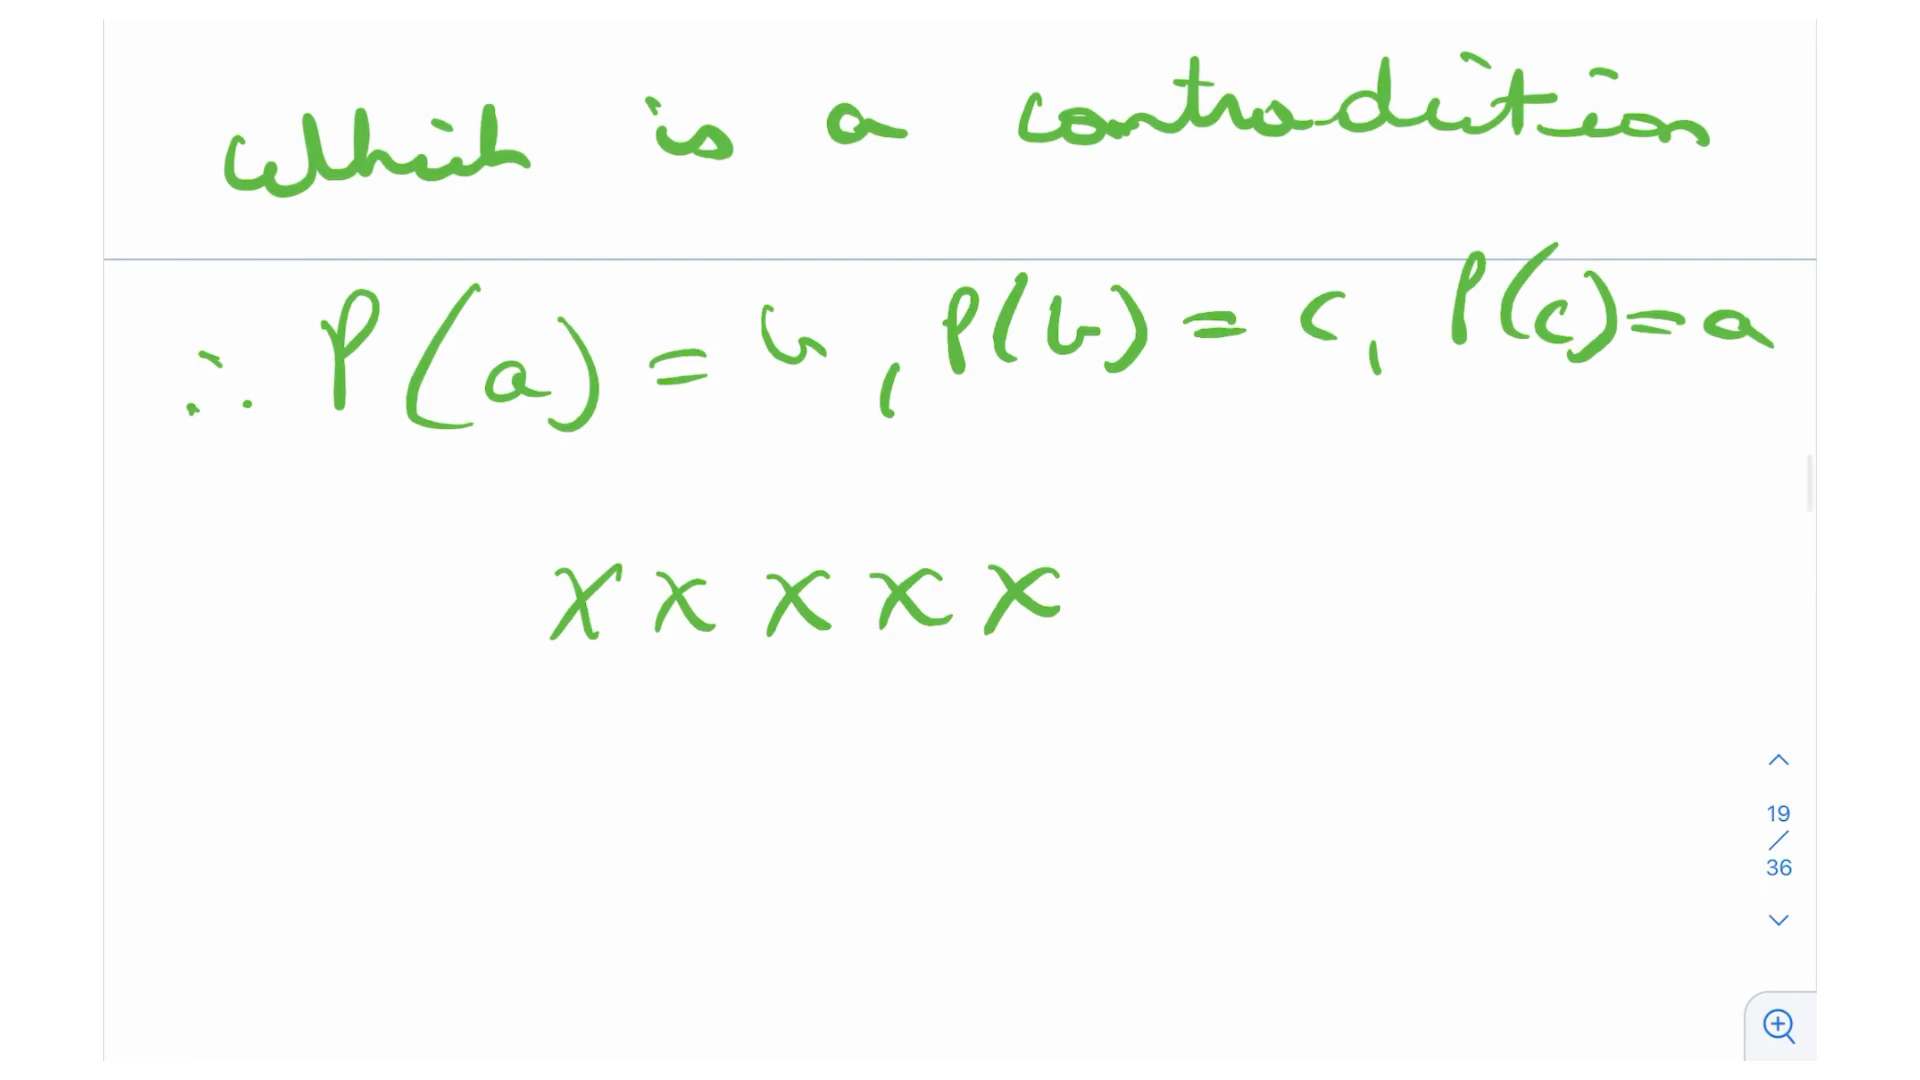 which is a contradiction
∴ P(a) = b, P(b) = c, P(c) = a
x x x x x
19
/
36